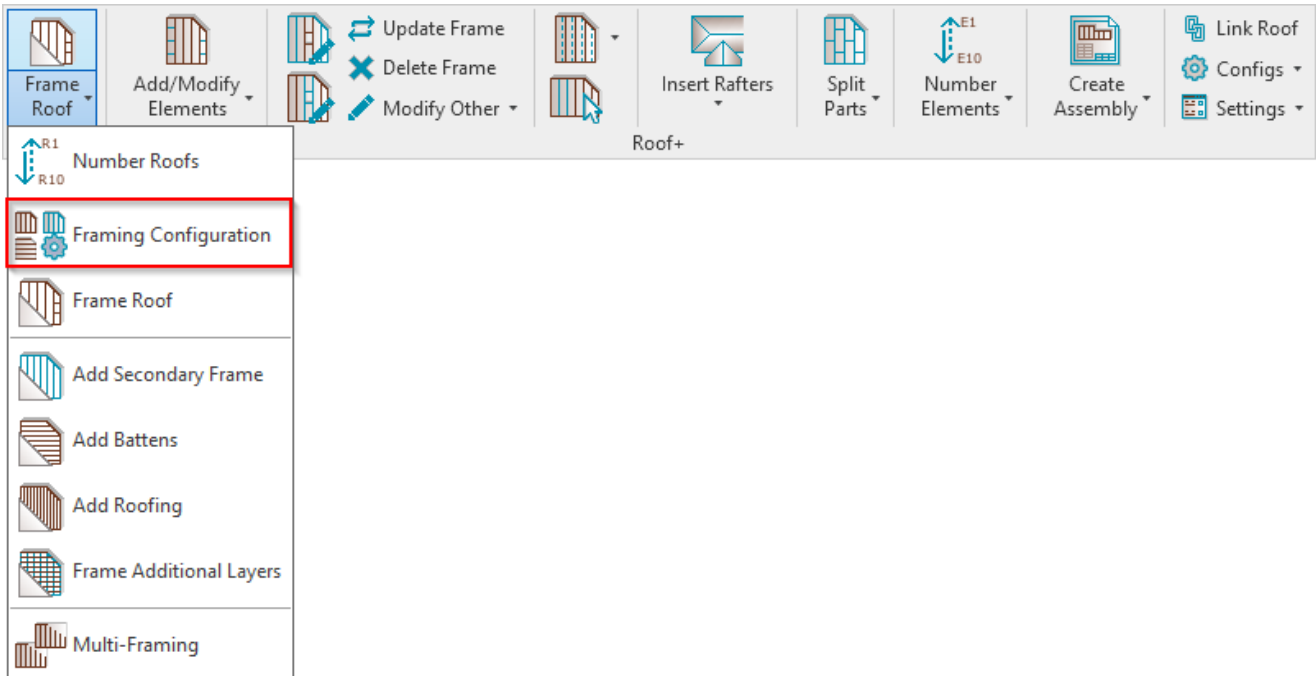 Frame
Roof
Add/Modify
Elements
Update Frame
Delete Frame
Modify Other
Insert Rafters
Split
Parts
E1
E10
Number
Elements
Create
Assembly
Link Roof
Configs
Settings
Roof+
R1
R10
Number Roofs
Framing Configuration
Frame Roof
Add Secondary Frame
Add Battens
Add Roofing
Frame Additional Layers
Multi-Framing